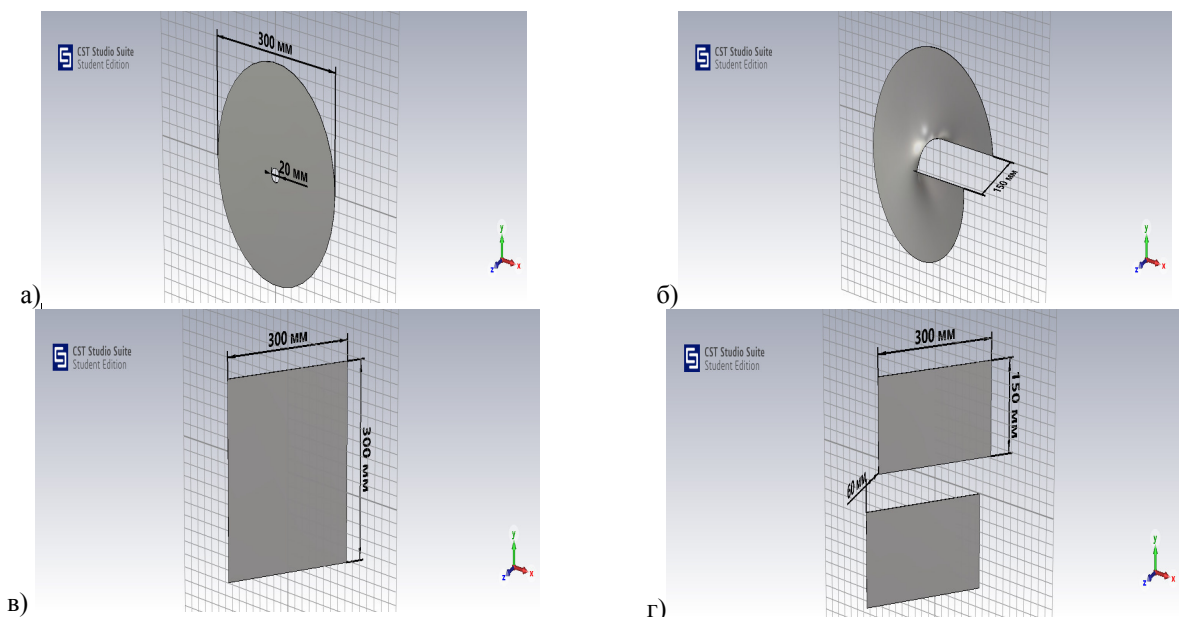 CST Studio Suite
Student Edition
300 мм
20 мм
y
z
x
а)
CST Studio Suite
Student Edition
150 мм
y
z
x
б)
CST Studio Suite
Student Edition
300 мм
300 мм
y
z
x
в)
CST Studio Suite
Student Edition
300 мм
150 мм
60 мм
y
z
x
г)